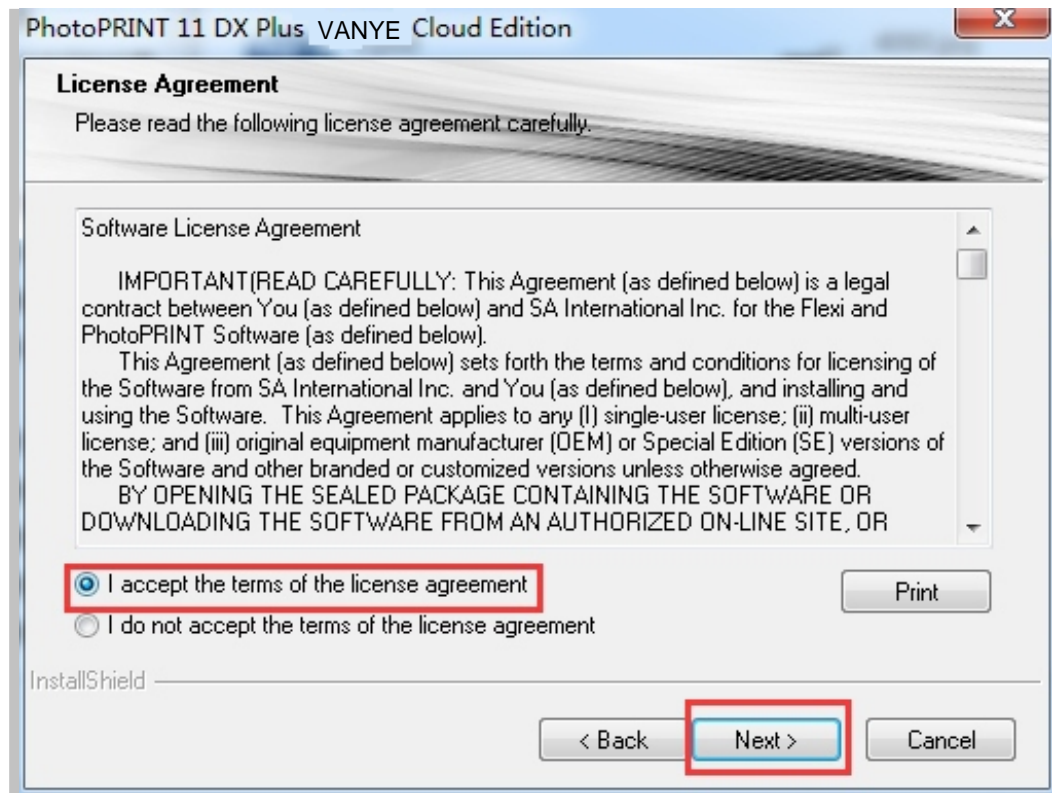 PhotoPRINT 11 DX Plus VANYE Cloud Edition
License Agreement
Please read the following license agreement carefully.
Software License Agreement
IMPORTANT(READ CAREFULLY: This Agreement (as defined below) is a legal
contract between You (as defined below) and SA International Inc. for the Flexi and
PhotoPRINT Software (as defined below).
This Agreement (as defined below) sets forth the terms and conditions for licensing of
the Software from SA International Inc. and You (as defined below), and installing and
using the Software.  This Agreement applies to any (I) single-user license; (ii) multi-user
license; and (iii) original equipment manufacturer (OEM) or Special Edition (SE) versions of
the Software and other branded or customized versions unless otherwise agreed.
BY OPENING THE SEALED PACKAGE CONTAINING THE SOFTWARE OR
DOWNLOADING THE SOFTWARE FROM AN AUTHORIZED ON-LINE SITE, OR
I accept the terms of the license agreement
Print
I do not accept the terms of the license agreement
InstallShield
< Back
Next >
Cancel